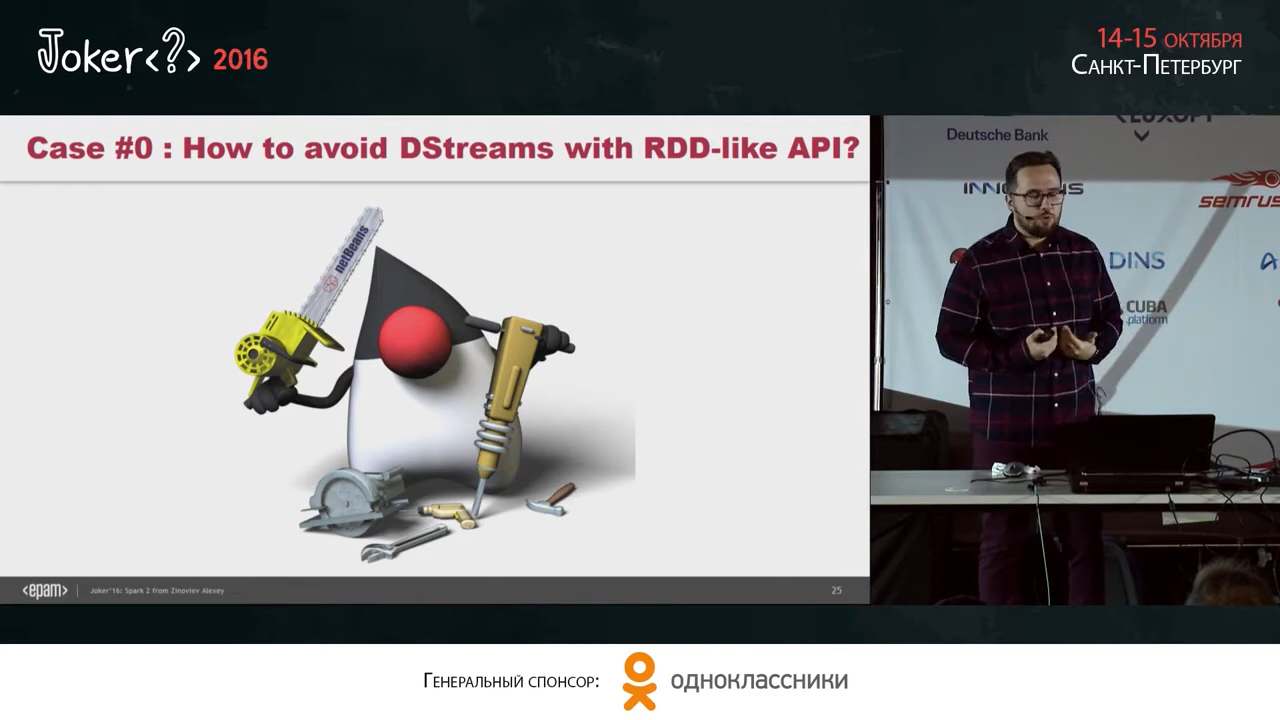 Joker<?> 2016
14-15 октября
Санкт-Петербург
Case #0 : How to avoid DStreams with RDD-like API?
netBeans
<epam>
Joker'16: Spark 2 from Zinoviev Alexey
25
Deutsche Bank
DINS
CUBA
platform
Генеральный спонсор:
одноклассники